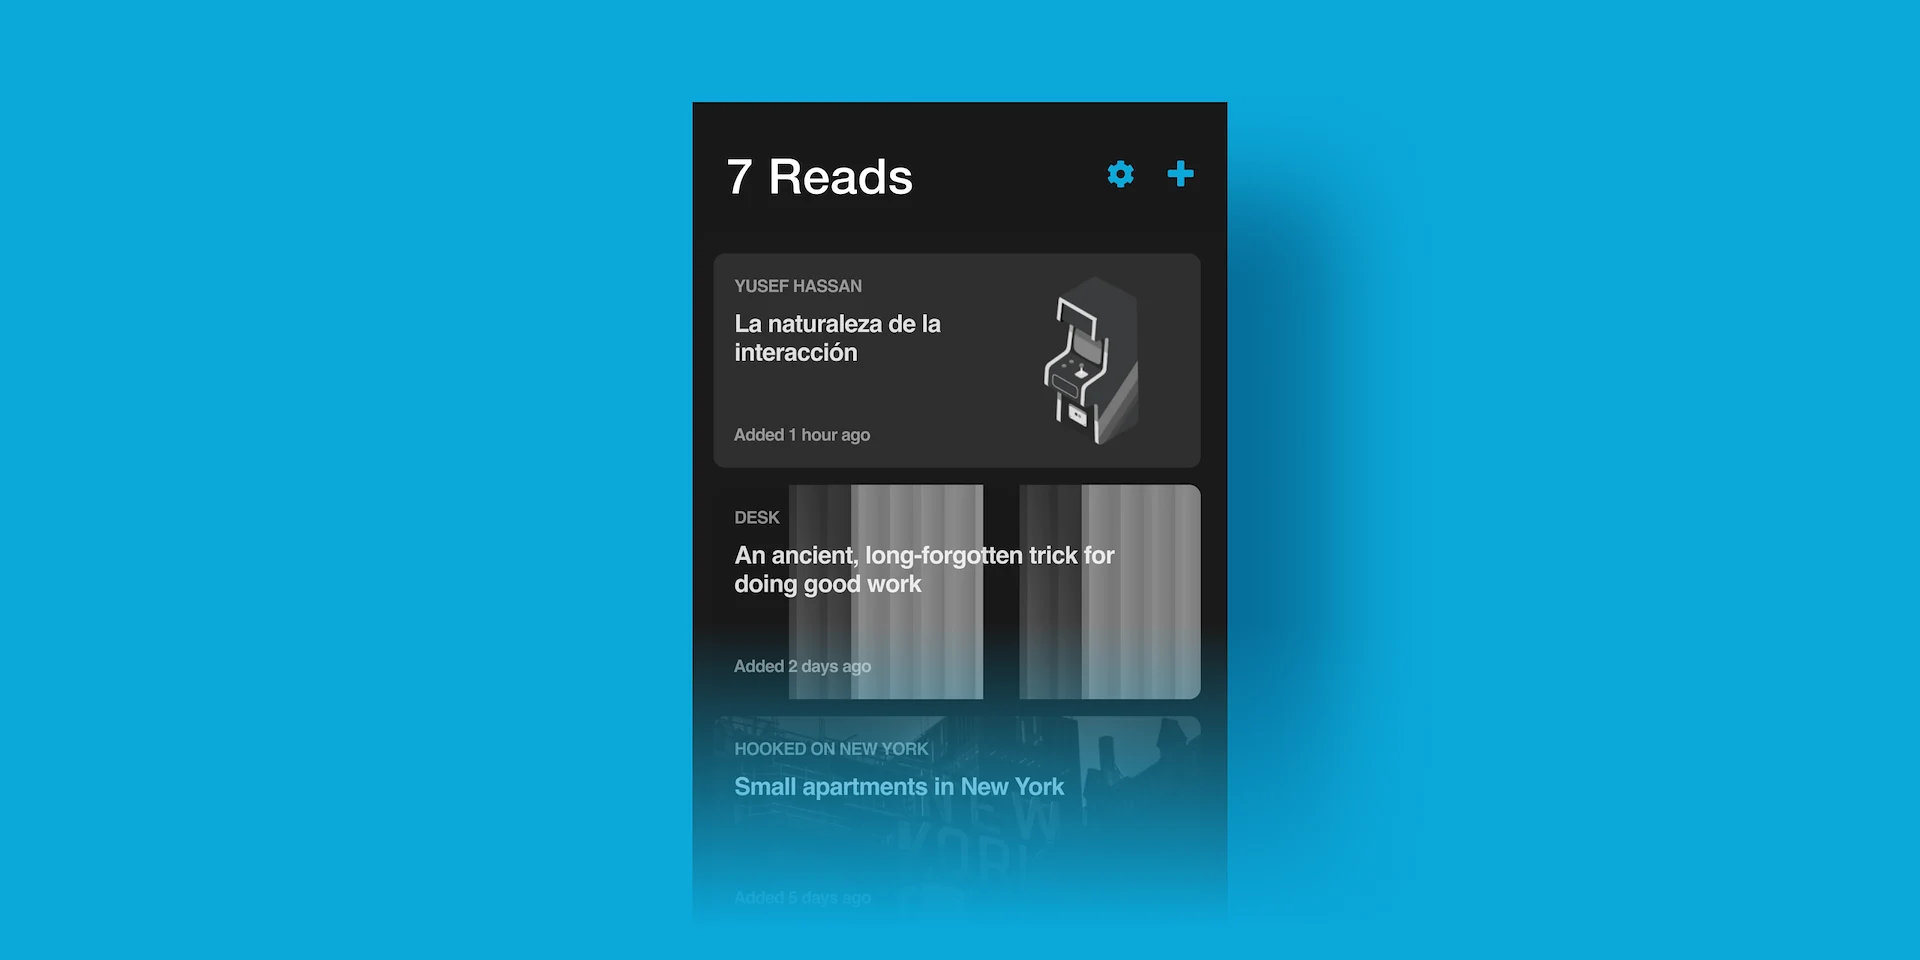 7 Reads
YUSEF HASSAN
La naturaleza de la
interacción
Added 1 hour ago
DESK
An ancient, long-forgotten trick for
doing good work
Added 2 days ago
HOOKED ON NEW YORK
Small apartments in New York
NEW
YORK
Added 5 days ago